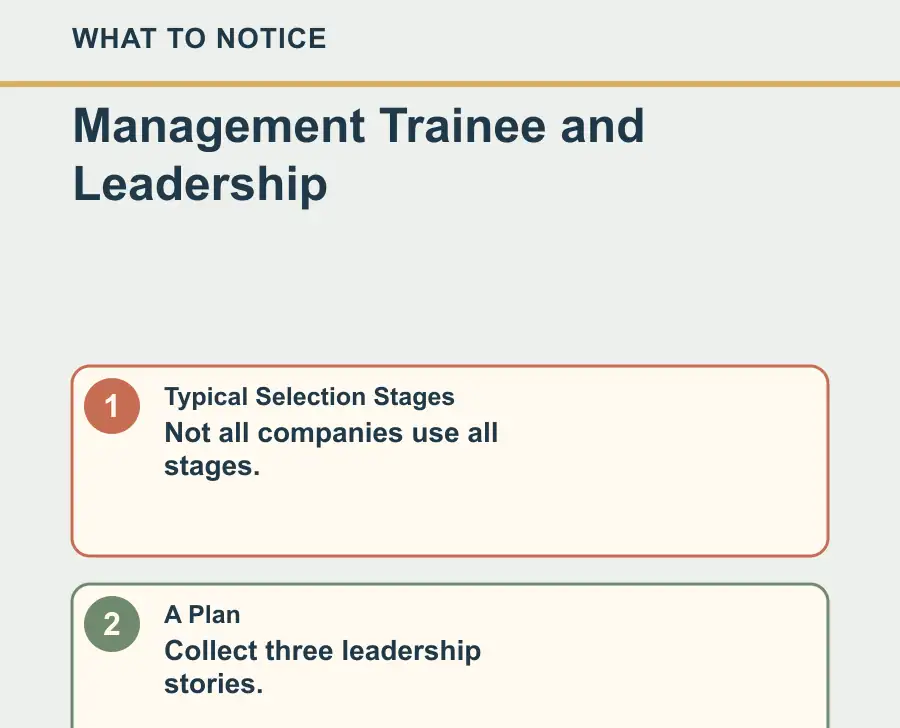 WHAT TO NOTICE
Management Trainee and
Leadership
1
Typical Selection Stages
Not all companies use all
stages.
2
A Plan
Collect three leadership
stories.